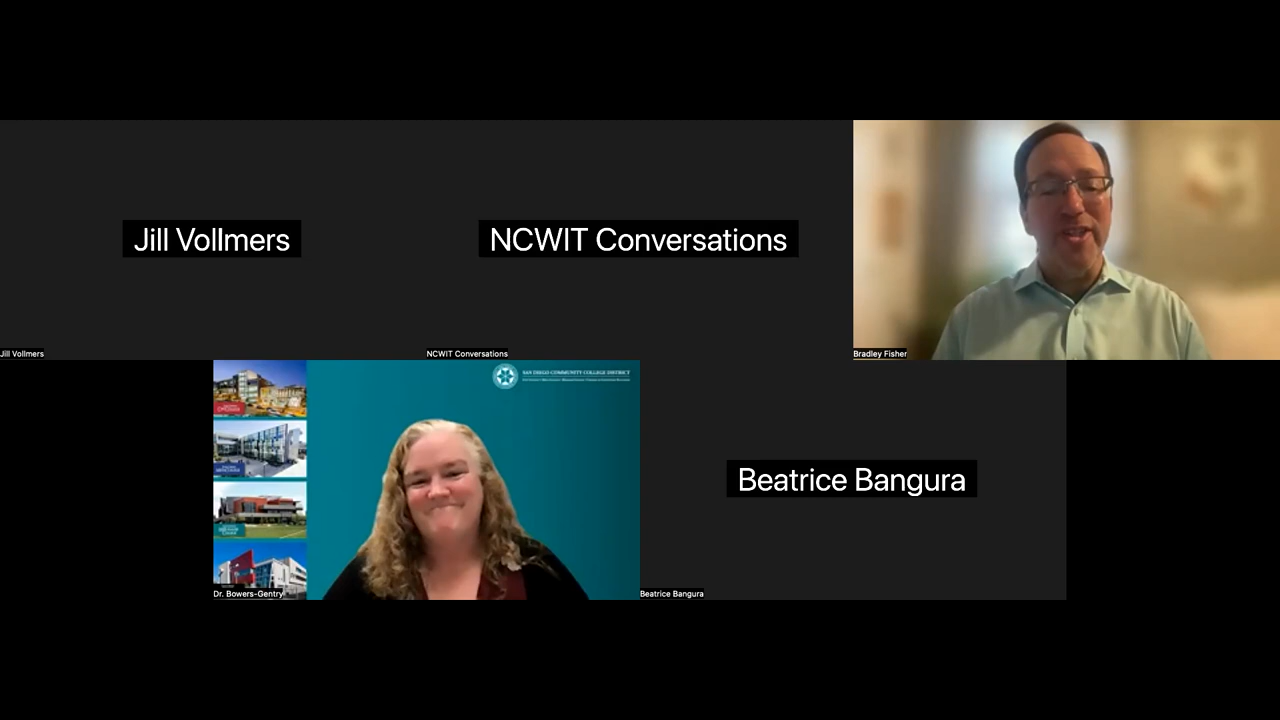 Jill Vollmers
NCWIT Conversations
Jill Vollmers
NCWIT Conversations
Bradley Fisher
SAN DIEGO COMMUNITY COLLEGE DISTRICT
Beatrice Bangura
Dr. Bowers-Gentry
Beatrice Bangura